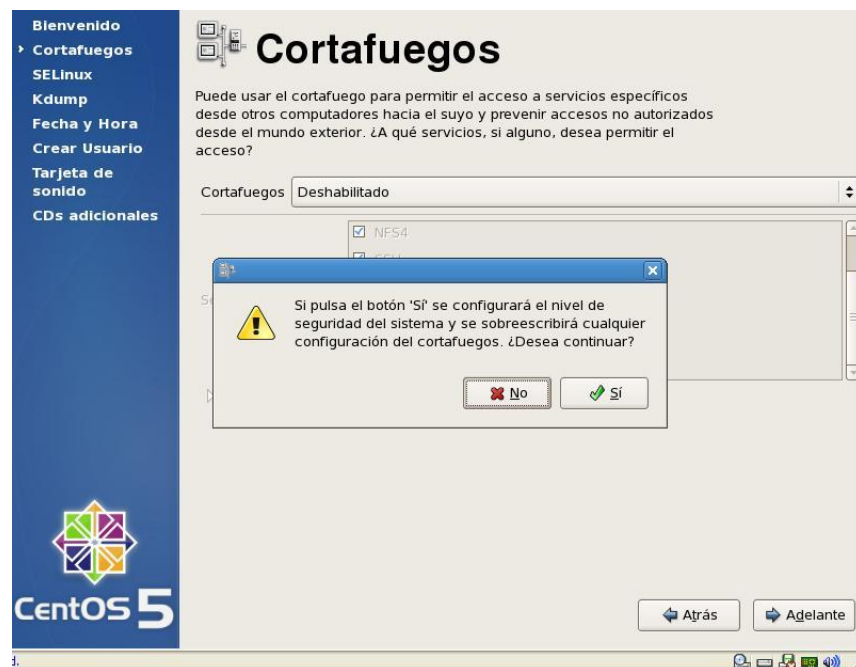 Bienvenido
Cortafuegos
SELinux
Kdump
Fecha y Hora
Crear Usuario
Tarjeta de
sonido
CDs adicionales
CentOS 5
Cortafuegos
Puede usar el cortafuego para permitir el acceso a servicios específicos
desde otros computadores hacia el suyo y prevenir accesos no autorizados
desde el mundo exterior. ¿A qué servicios, si alguno, desea permitir el
acceso?
Cortafuegos Deshabilitado
NFS4
Si pulsa el botón 'Sí' se configurará el nivel de
seguridad del sistema y se sobreescribirá cualquier
configuración del cortafuegos. ¿Desea continuar?
No Sí
Atrás Adelante
d.